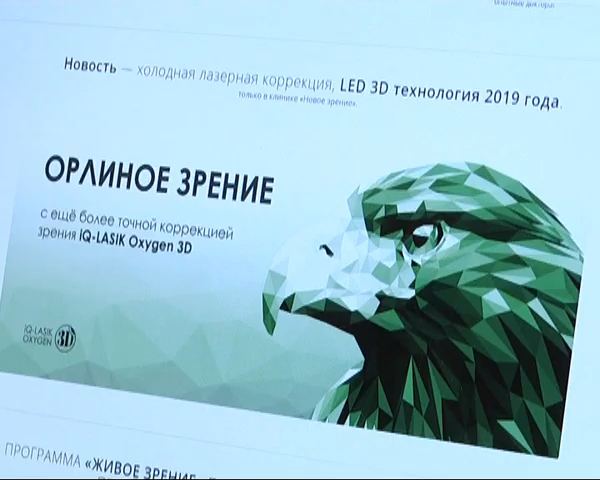 Новость — холодная лазерная коррекция, LED 3D технология 2019 года.
только в клинике «Новое зрение».
ОРЛИНОЕ ЗРЕНИЕ
с ещё более точной коррекцией
зрения iQ-LASIK Oxygen 3D
iQ-LASIK
OXYGEN 3D
ПРОГРАММА «ЖИВОЕ ЗРЕНИЕ